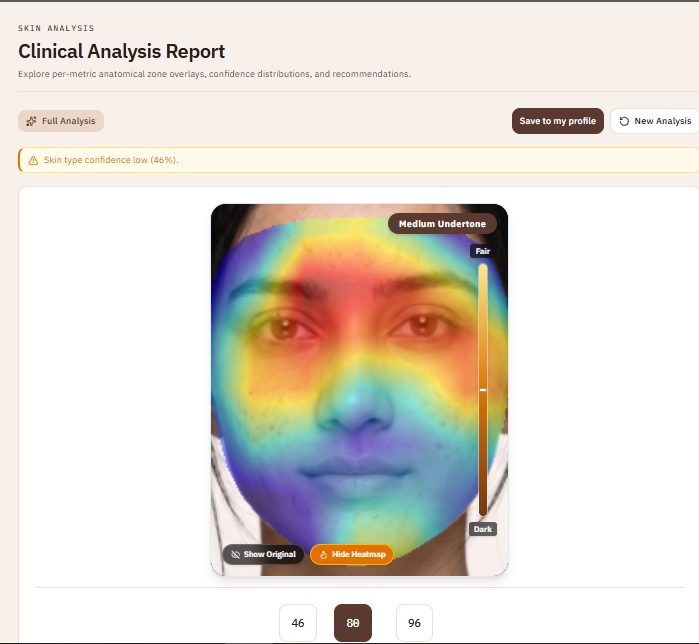 SKIN ANALYSIS
Clinical Analysis Report
Explore per-metric anatomical zone overlays, confidence distributions, and recommendations.
Full Analysis
Save to my profile
New Analysis
Skin type confidence low (46%).
Medium Undertone
Fair
Dark
Show Original
Hide Heatmap
46
80
96